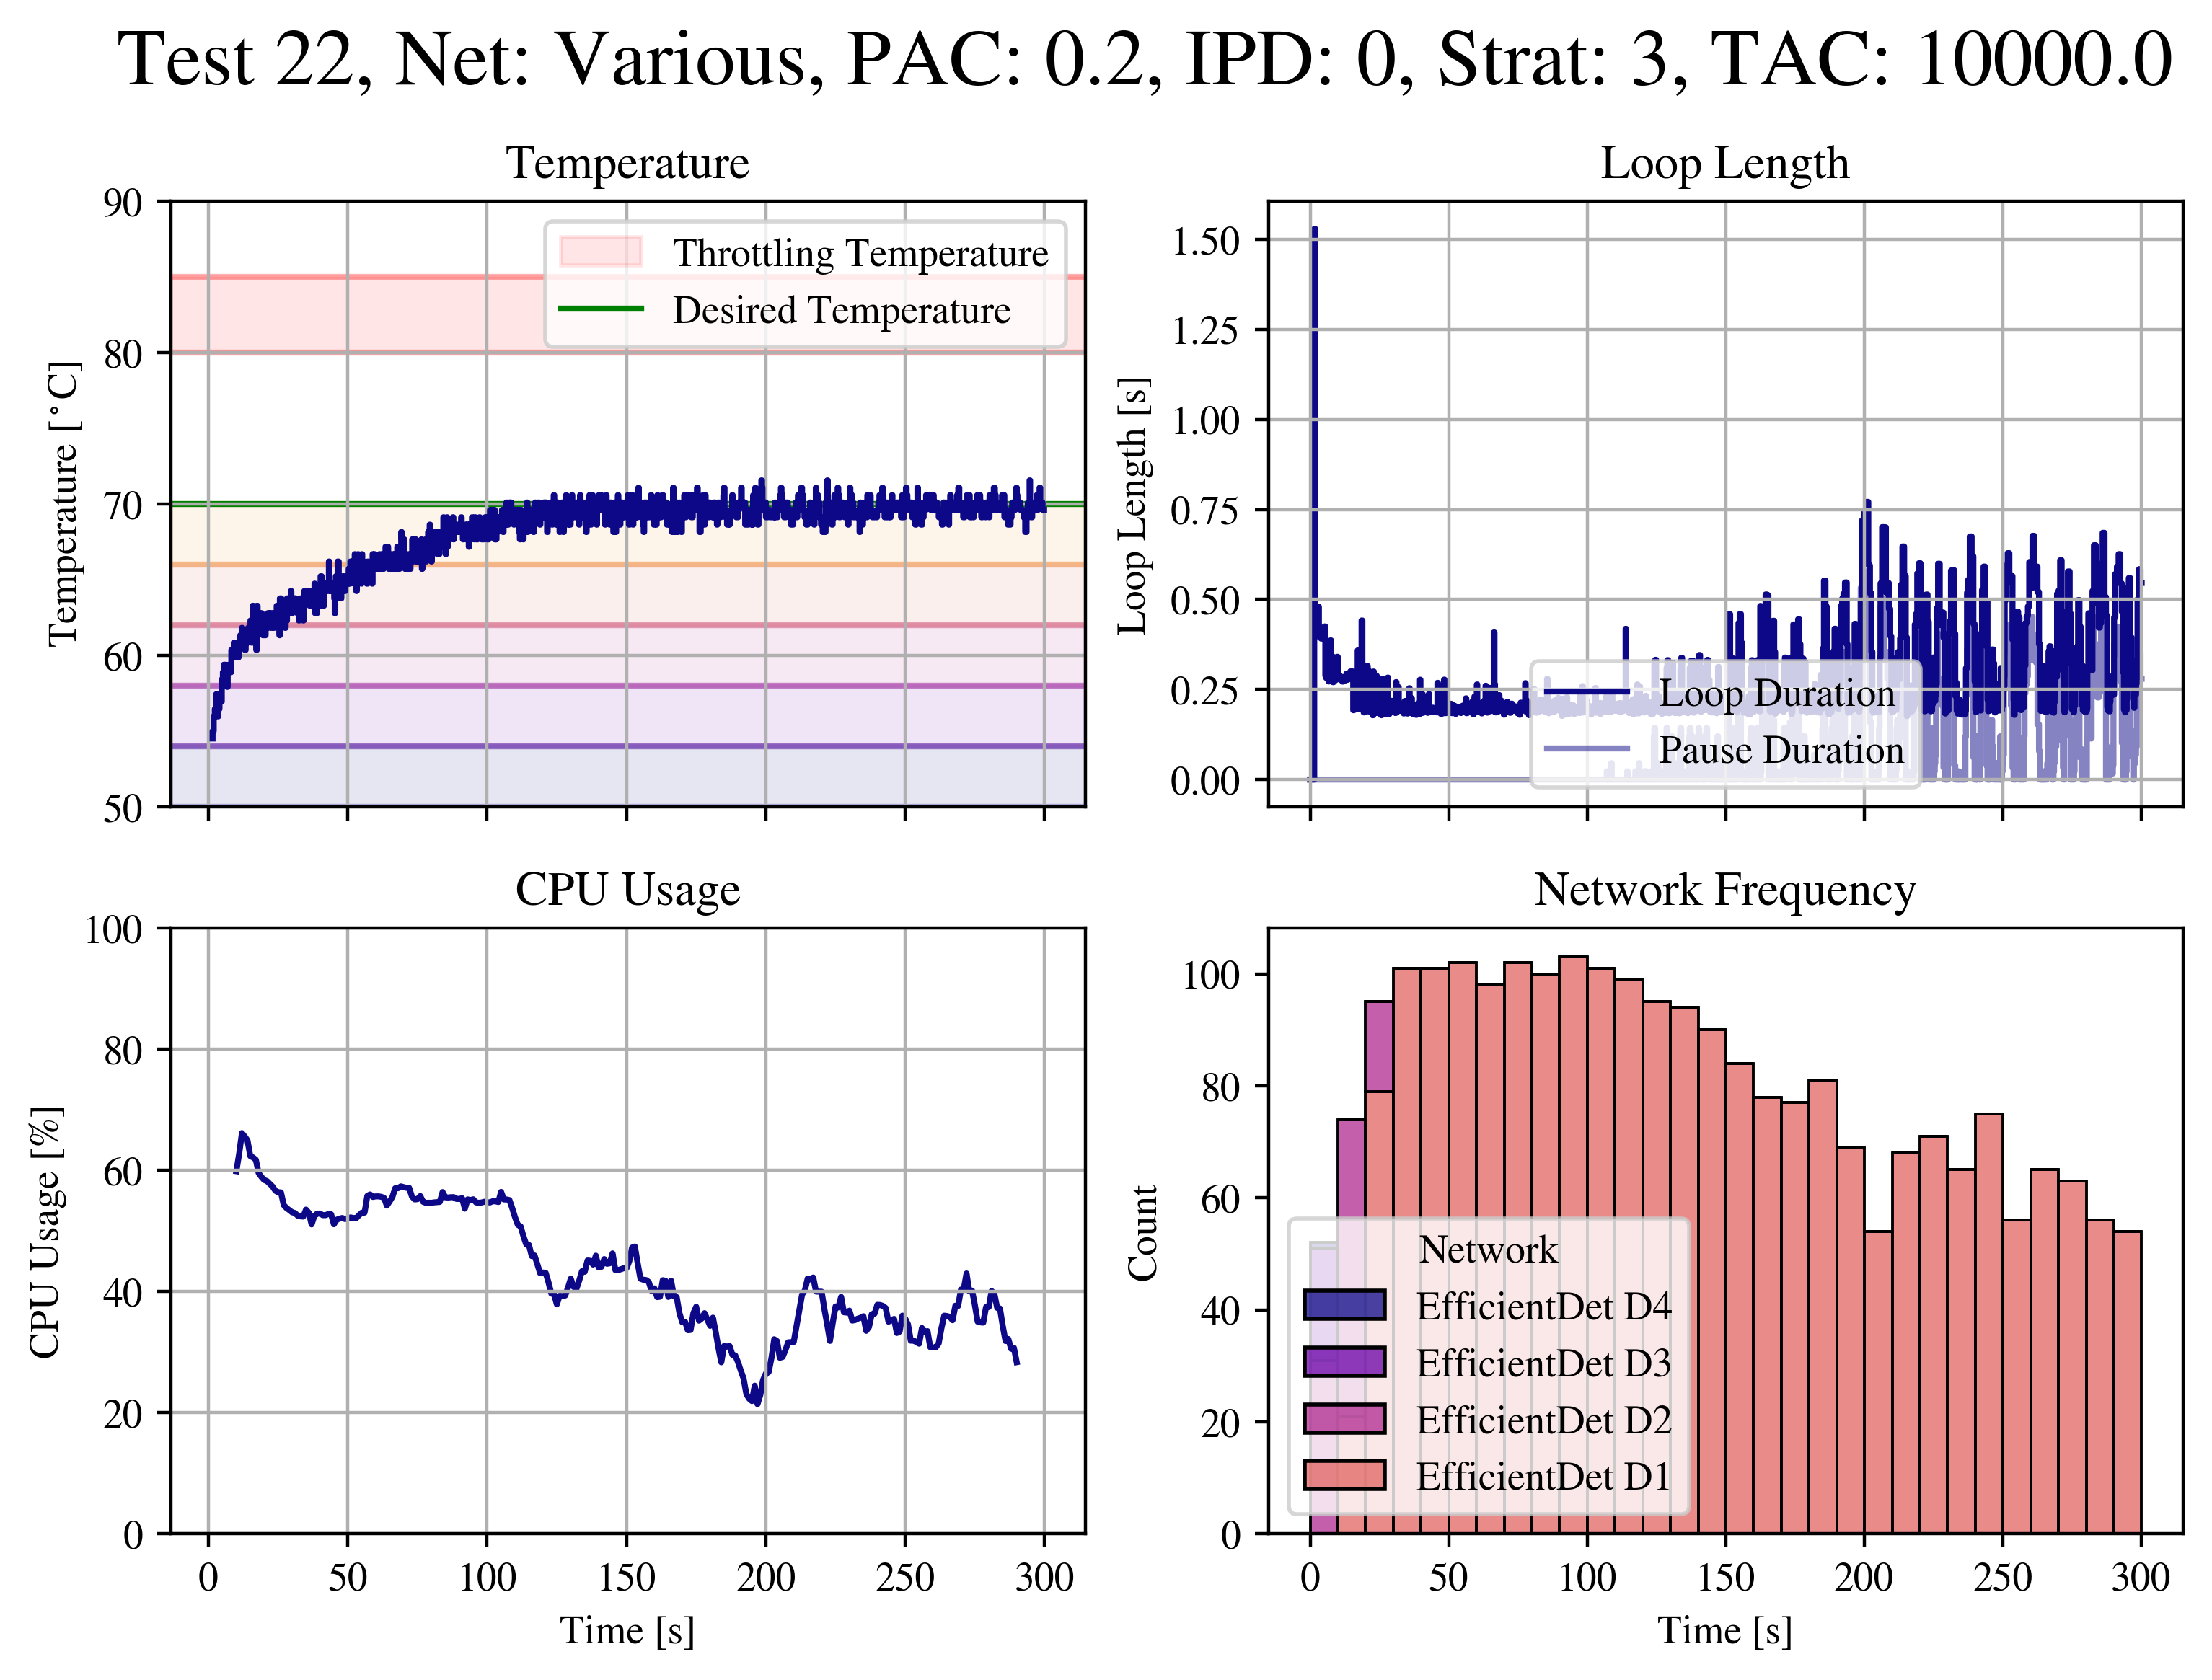 Test 22, Net: Various, PAC: 0.2, IPD: 0, Strat: 3, TAC: 10000.0
Temperature
90
80
70
60
50
Temperature [°C]
Throttling Temperature
Desired Temperature
Loop Length
1.50
1.25
1.00
0.75
0.50
0.25
0.00
Loop Length [s]
Loop Duration
Pause Duration
CPU Usage
100
80
60
40
20
0
CPU Usage [%]
0 50 100 150 200 250 300
Time [s]
Network Frequency
100
80
60
40
20
0
Count
Network
EfficientDet D4
EfficientDet D3
EfficientDet D2
EfficientDet D1
0 50 100 150 200 250 300
Time [s]